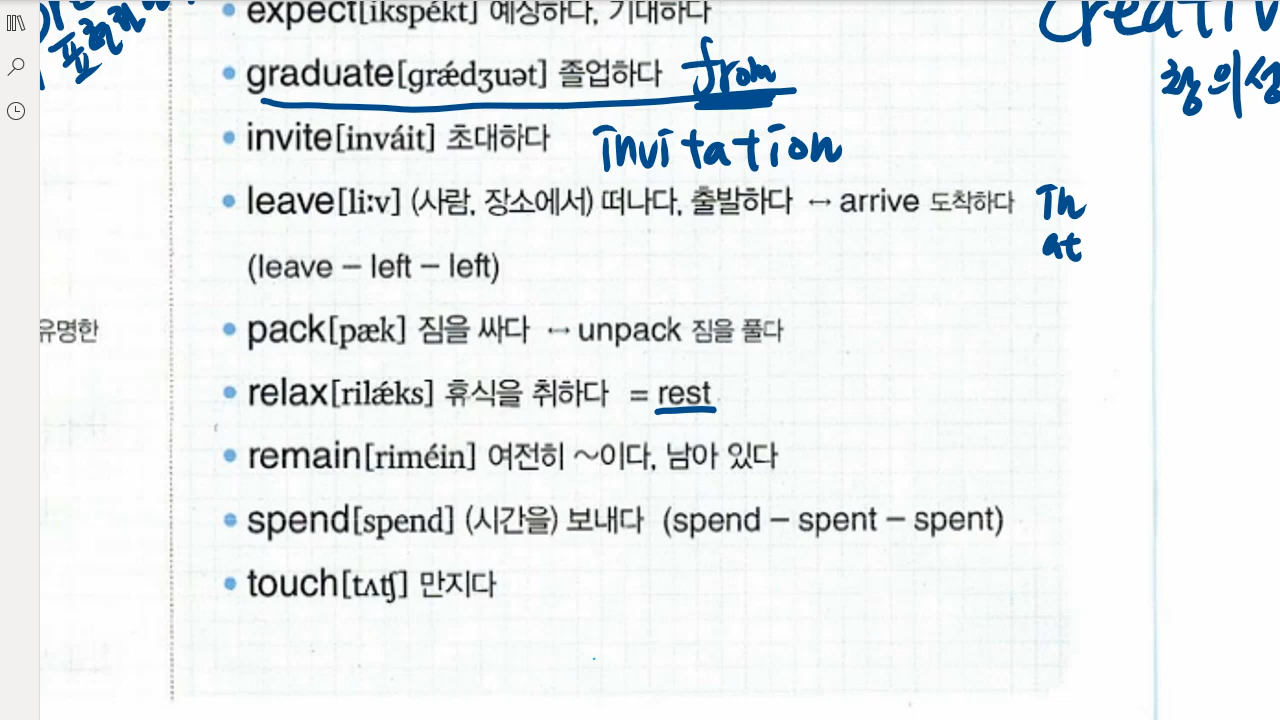 표현
expect[ikspékt] 예상하다, 기대하다
Creativ
창의성
graduate[grǽdʒuət] 졸업하다 from
invite[inváit] 초대하다 invitation
leave[liːv] (사람, 장소에서) 떠나다, 출발하다 ↔ arrive 도착하다
at
(leave – left – left)
유명한
pack[pæk] 짐을 싸다 ↔ unpack 짐을 풀다
relax[rilǽks] 휴식을 취하다 = rest
remain[riméin] 여전히 ~이다, 남아 있다
spend[spend] (시간을) 보내다 (spend – spent – spent)
touch[tʌtʃ] 만지다